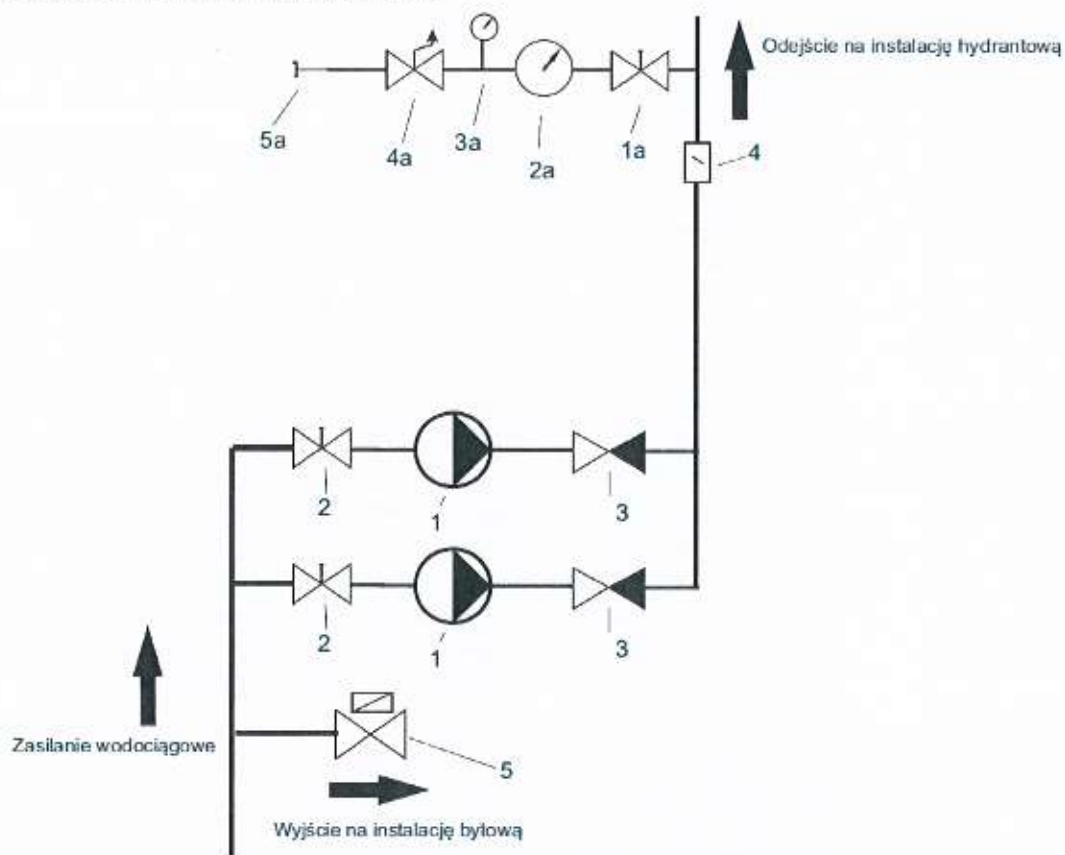 Odejście na instalację hydrantową
5a
4a
3a
2a
1a
4
2
1
3
2
1
3
Zasilanie wodociągowe
5
Wyjście na instalację bytową